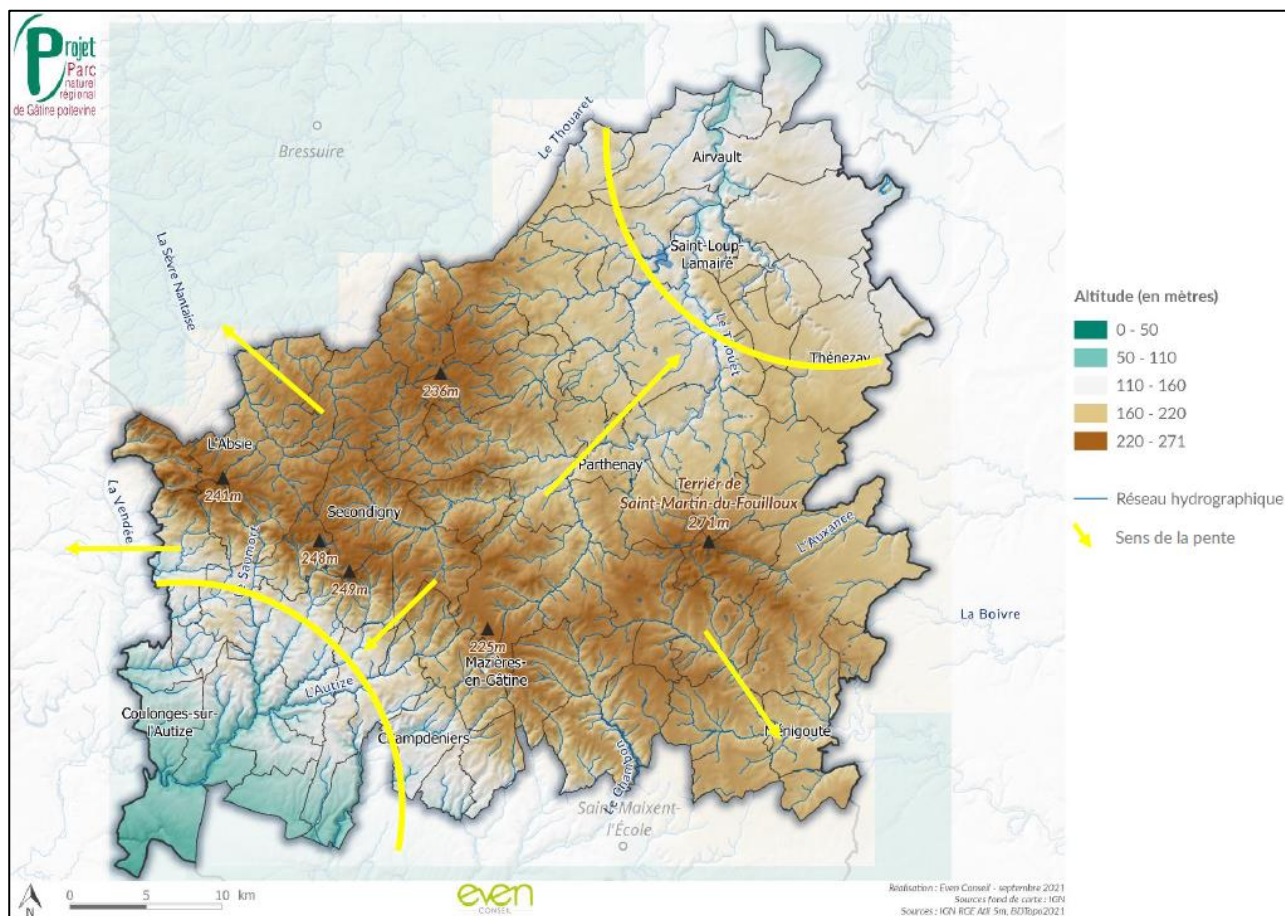 Projet
Parc
naturel
régional
de Gâtine poitevine
Bressuire
Le Thouaret
Airvault
La Sèvre Nantaise
Saint-Loup-
Lamairé
Le Thouet
Thénezay
236m
L'Absie
241m
Parthenay
Terrier de
Saint-Martin-du-Fouilloux
271m
La Vendée
Secondigny
L'Auxance
248m
249m
Saumort
La Boivre
225m
Mazières-
en-Gâtine
L'Autize
Coulonges-sur-
l'Autize
Champdeniers
Ménigoute
Le Chambon
Saint-Maixent-
l'École
Altitude (en mètres)
0 - 50
50 - 110
110 - 160
160 - 220
220 - 271
Réseau hydrographique
Sens de la pente
N
0 5 10 km
even
CONSEIL
Réalisation : Even Conseil - septembre 2021
Sources fond de carte : IGN
Sources : IGN RGE Alti 5m, BDTopo2021